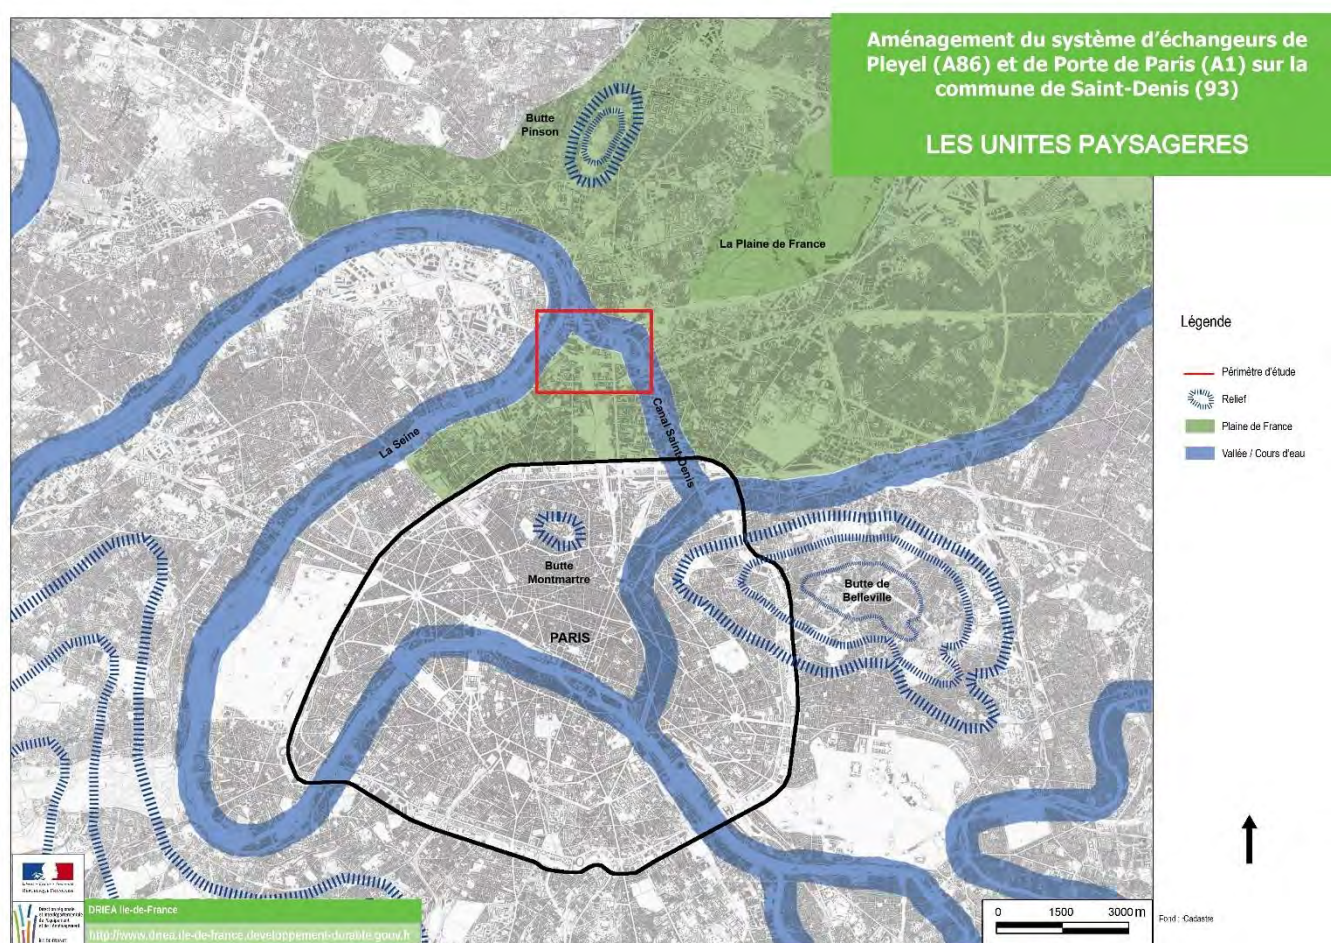 Aménagement du système d'échangeurs de
Pleyel (A86) et de Porte de Paris (A1) sur la
commune de Saint-Denis (93)
LES UNITES PAYSAGERES
Butte
Pinson
La Plaine de France
La Seine
Canal Saint-Denis
Butte
Montmartre
PARIS
Butte de
Belleville
Légende
Périmètre d'étude
Relief
Plaine de France
Vallée / Cours d'eau
DRIEA Ile-de-France
http://www.driea.ile-de-france.developpement-durable.gouv.fr
0 1500 3000 m
Fond : Cadastre